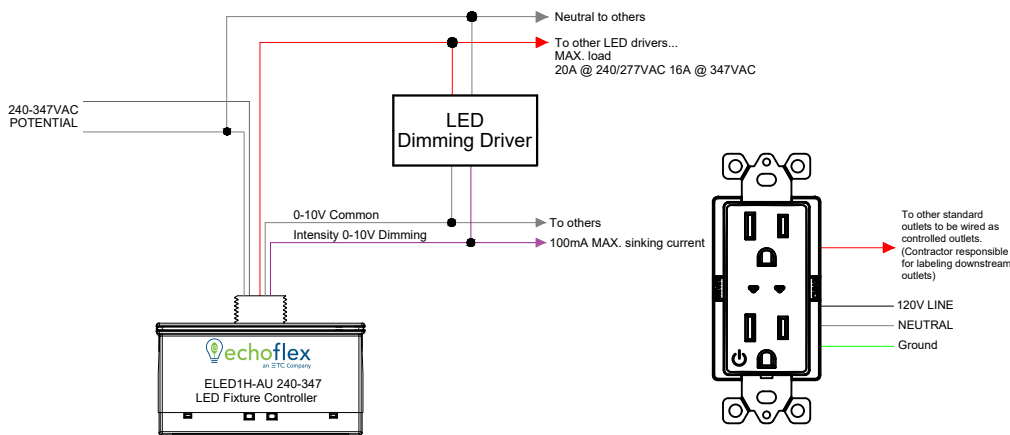 Neutral to others
To other LED drivers...
MAX. load
20A @ 240/277VAC 16A @ 347VAC
240-347VAC
POTENTIAL
LED
Dimming Driver
0-10V Common
To others
Intensity 0-10V Dimming
100mA MAX. sinking current
echoflex
an ETC Company
ELED1H-AU 240-347
LED Fixture Controller
To other standard
outlets to be wired as
controlled outlets.
(Contractor responsible
for labeling downstream
outlets)
120V LINE
NEUTRAL
Ground